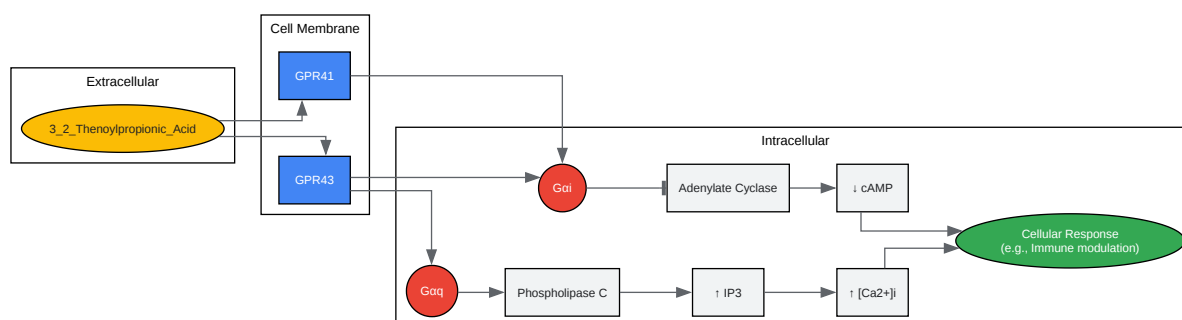 Extracellular
3_2_Thenoylpropionic_Acid
Cell Membrane
GPR41
GPR43
Intracellular
Gαi
Adenylate Cyclase
↓ cAMP
Cellular Response
(e.g., Immune modulation)
Gαq
Phospholipase C
↑ IP3
↑ [Ca2+]i